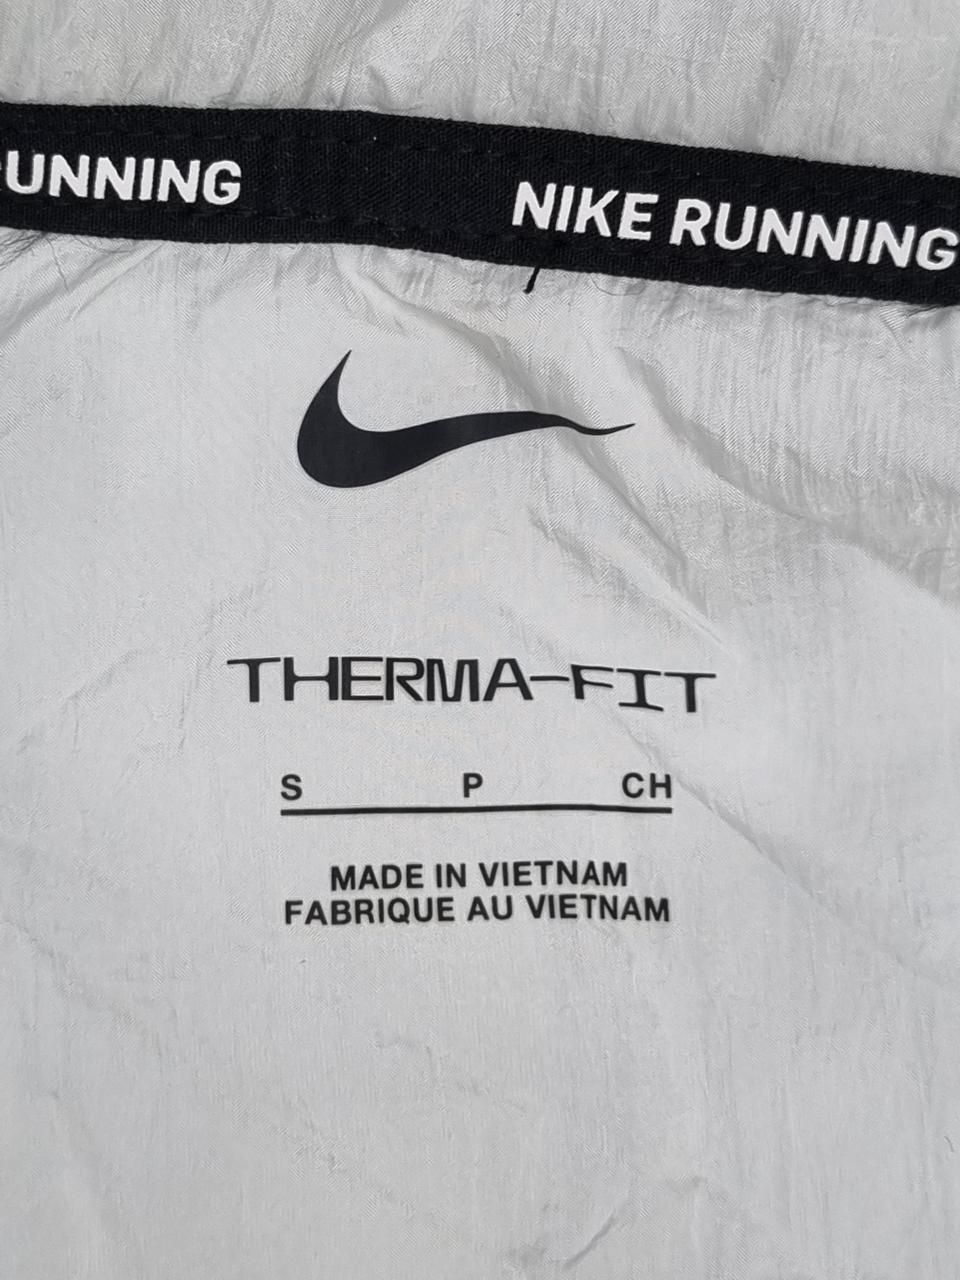 UNNING NIKE RUNNING
THERMA-FIT
S P CH
MADE IN VIETNAM
FABRIQUE AU VIETNAM